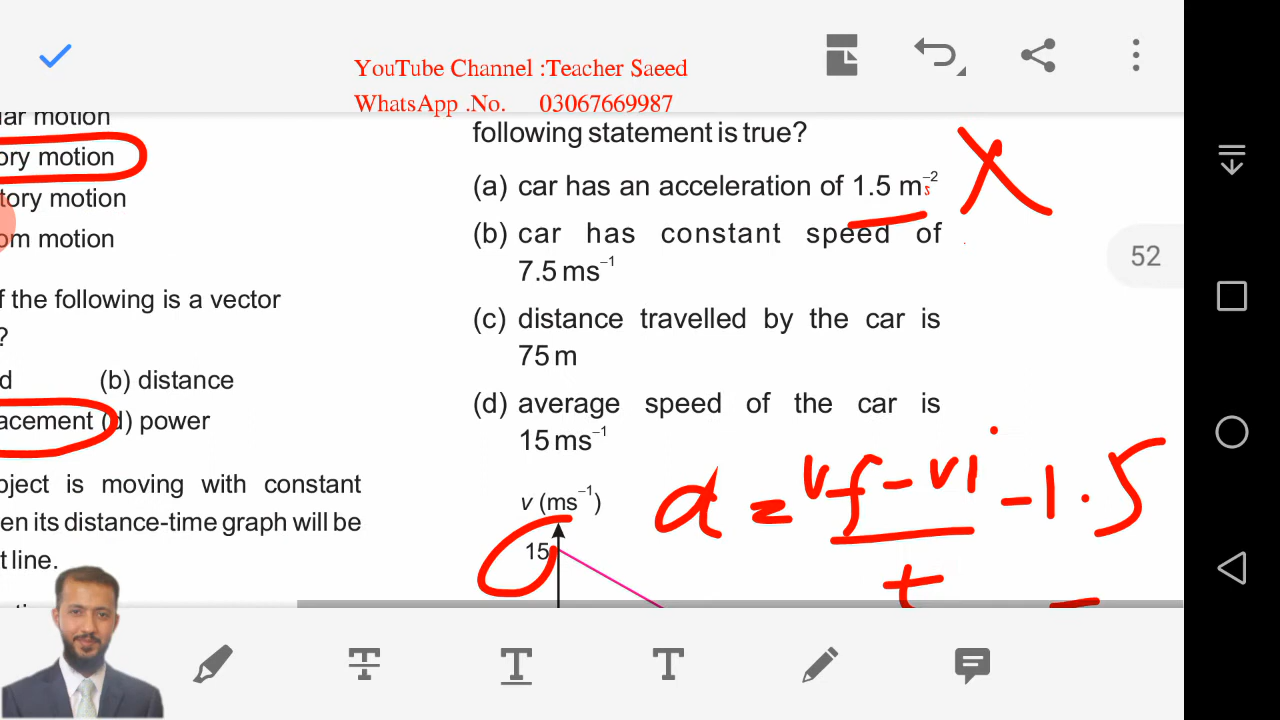 YouTube Channel :Teacher Saeed
WhatsApp .No. 03067669987
lar motion
ory motion
tory motion
om motion
f the following is a vector
?
d (b) distance
acement (d) power
oject is moving with constant
en its distance-time graph will be
t line.
following statement is true?
(a) car has an acceleration of 1.5 ms⁻²
(b) car has constant speed of
7.5 ms⁻¹
(c) distance travelled by the car is
75 m
(d) average speed of the car is
15 ms⁻¹
v (ms⁻¹)
15
a = vf - vi - 1.5
t
52
T T T